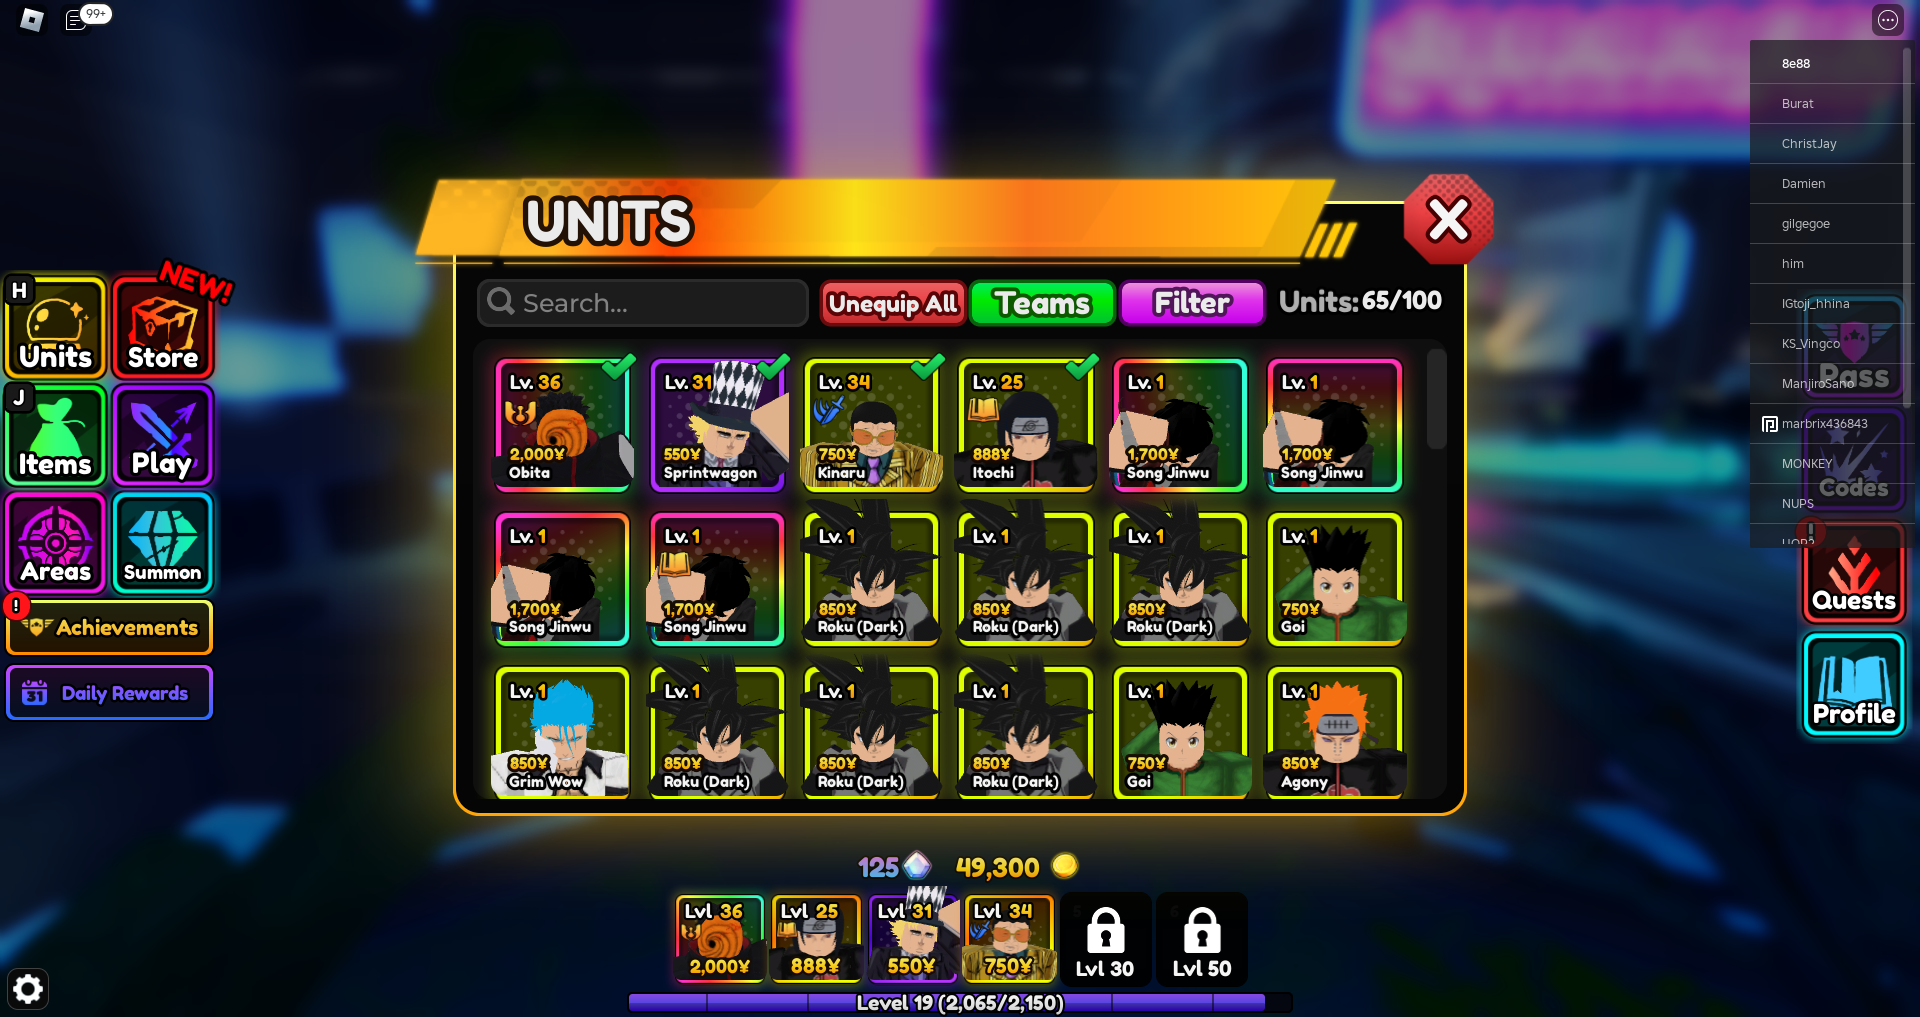 99+
8e88
Burat
ChristJay
Damien
gilgegoe
him
IGtoji_hhina
KS_Vingco
ManjiroSano
marbrix436843
MONKEY
NUPS
Pass
Codes
!
Quests
Profile
H
Units
NEW!
Store
J
Items
Play
Areas
Summon
!
Achievements
31
Daily Rewards
UNITS
Search...
Unequip All
Teams
Filter
Units: 65/100
Lv. 36
2,000¥
Obita
Lv. 31
550¥
Sprintwagon
Lv. 34
750¥
Kinaru
Lv. 25
888¥
Itochi
Lv. 1
1,700¥
Song Jinwu
Lv. 1
1,700¥
Song Jinwu
Lv. 1
1,700¥
Song Jinwu
Lv. 1
1,700¥
Song Jinwu
Lv. 1
850¥
Roku (Dark)
Lv. 1
850¥
Roku (Dark)
Lv. 1
850¥
Roku (Dark)
Lv. 1
750¥
Goi
Lv. 1
850¥
Grim Wow
Lv. 1
850¥
Roku (Dark)
Lv. 1
850¥
Roku (Dark)
Lv. 1
850¥
Roku (Dark)
Lv. 1
750¥
Goi
Lv. 1
850¥
Agony
125
49,300
Lvl 36
2,000¥
Lvl 25
888¥
Lvl 31
550¥
Lvl 34
750¥
5
Lvl 30
6
Lvl 50
Level 19 (2,065/2,150)